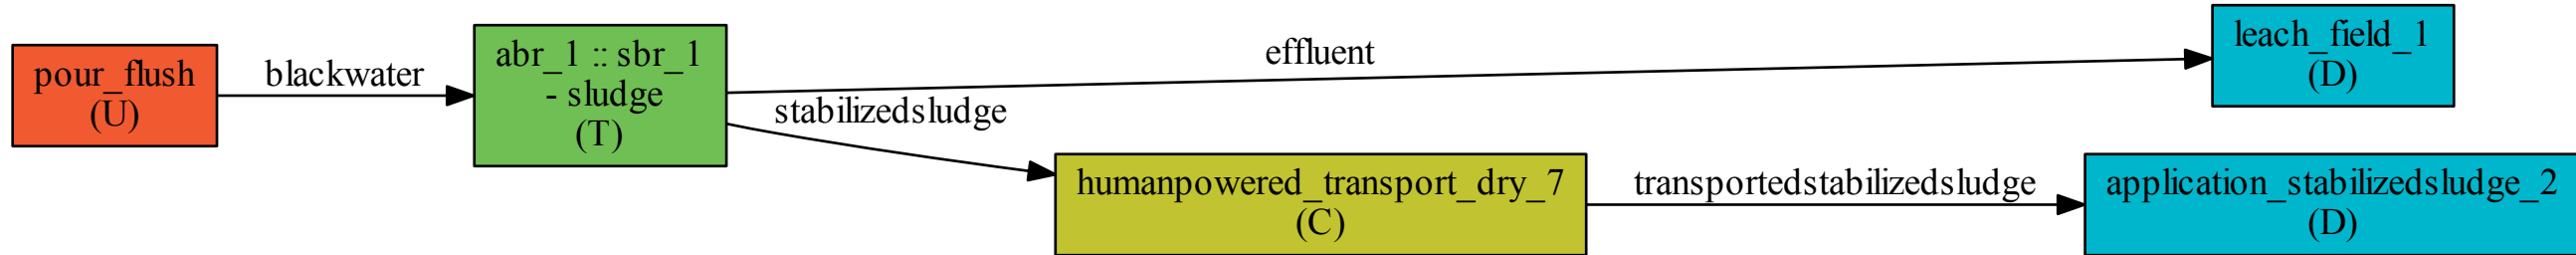 pour_flush
(U)
blackwater
abr_1 :: sbr_1
- sludge
(T)
effluent
stabilizedsludge
leach_field_1
(D)
humanpowered_transport_dry_7
(C)
transportedstabilizedsludge
application_stabilizedsludge_2
(D)